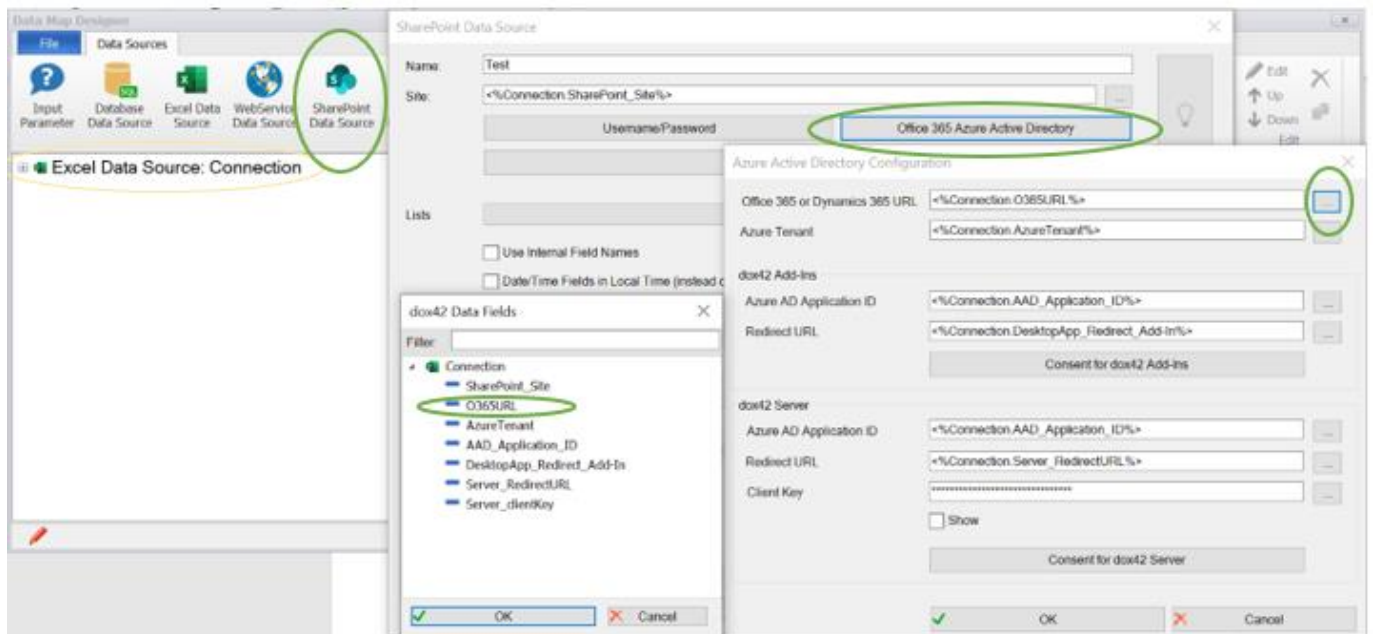 Data Map Designer
File
Data Sources
Input Parameter
Database Data Source
Excel Data Source
WebService Data Source
SharePoint Data Source
Excel Data Source: Connection
SharePoint Data Source
Name:
Test
Site:
<%Connection.SharePoint_Site%>
...
Username/Password
Office 365 Azure Active Directory
Lists
Use Internal Field Names
Date/Time Fields in Local Time (instead
Edit
Up
Down
Edit
dox42 Data Fields
Filter:
Connection
SharePoint_Site
O365URL
AzureTenant
AAD_Application_ID
DesktopApp_Redirect_Add-In
Server_RedirectURL
Server_clientKey
OK
Cancel
Azure Active Directory Configuration
Office 365 or Dynamics 365 URL
<%Connection.O365URL%>
...
Azure Tenant
<%Connection.AzureTenant%>
...
dox42 Add-Ins
Azure AD Application ID
<%Connection.AAD_Application_ID%>
...
Redirect URL
<%Connection.DesktopApp_Redirect_Add-In%>
...
Consent for dox42 Add-Ins
dox42 Server
Azure AD Application ID
<%Connection.AAD_Application_ID%>
...
Redirect URL
<%Connection.Server_RedirectURL%>
...
Client Key
...
Show
Consent for dox42 Server
OK
Cancel